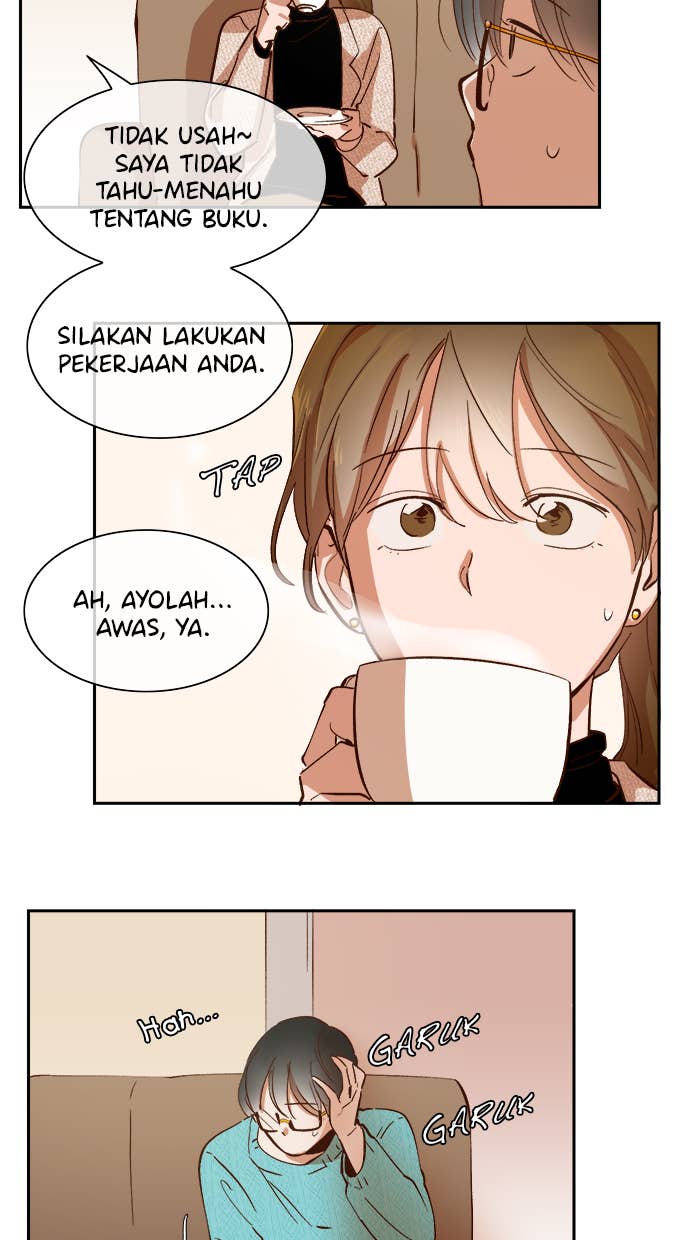 TIDAK USAH~
SAYA TIDAK
TAHU-MENAHU
TENTANG BUKU.
SILAKAN LAKUKAN
PEKERJAAN ANDA.
TAP
AH, AYOLAH...
AWAS, YA.
Hah...
GARUK
GARUK